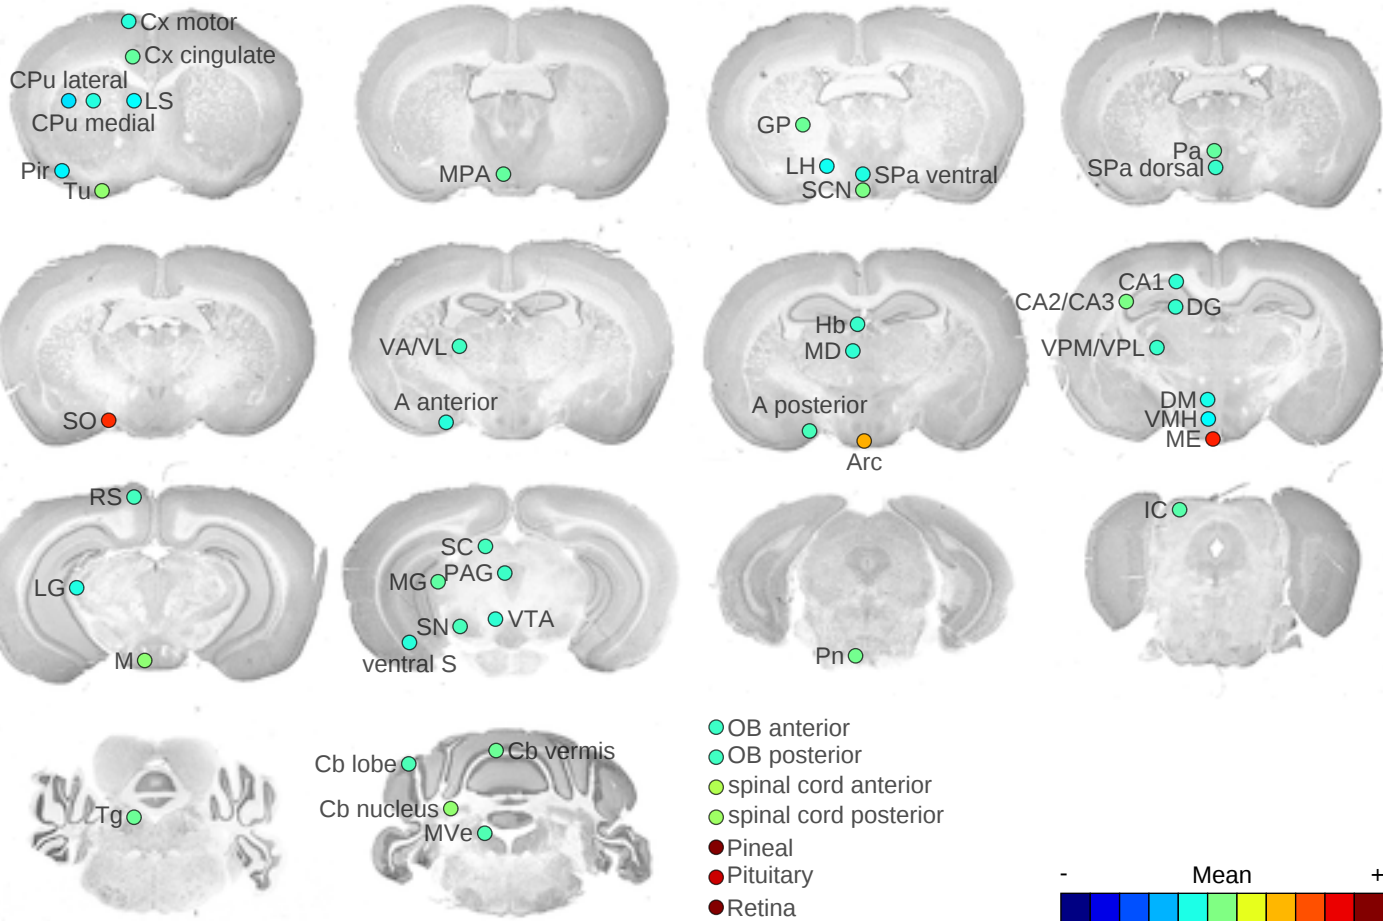 Cx motor
Cx cingulate
CPu lateral
LS
CPu medial
Pir
Tu
MPA
GP
LH
SPa ventral
SCN
Pa
SPa dorsal
SO
VA/VL
A anterior
Hb
MD
A posterior
Arc
CA1
CA2/CA3
DG
VPM/VPL
DM
VMH
ME
RS
LG
M
SC
MG
PAG
SN
VTA
ventral S
Pn
IC
Tg
Cb lobe
Cb vermis
Cb nucleus
MVe
OB anterior
OB posterior
spinal cord anterior
spinal cord posterior
Pineal
Pituitary
Retina
- Mean +